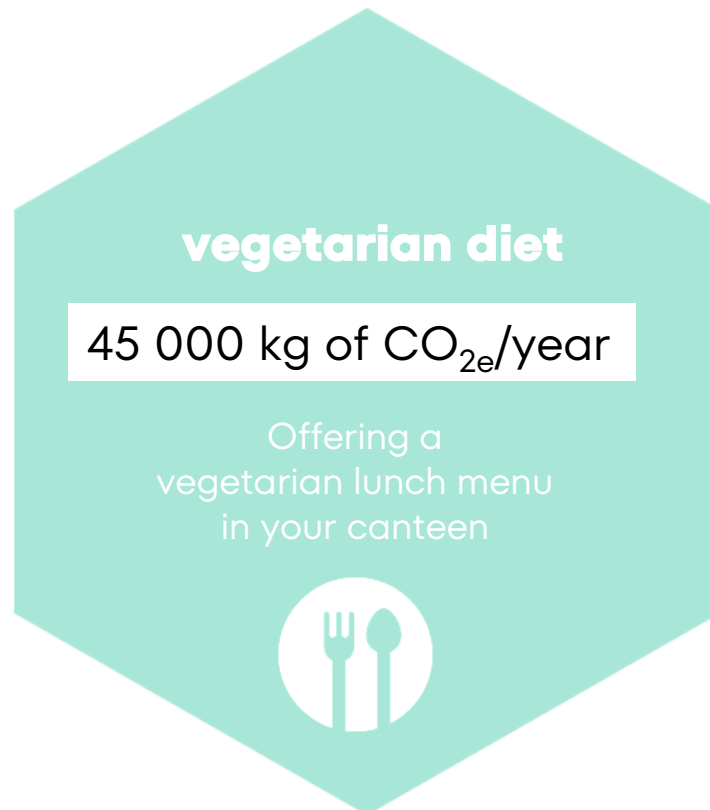 vegetarian diet
45 000 kg of CO₂ₑ/year
Offering a
vegetarian lunch menu
in your canteen